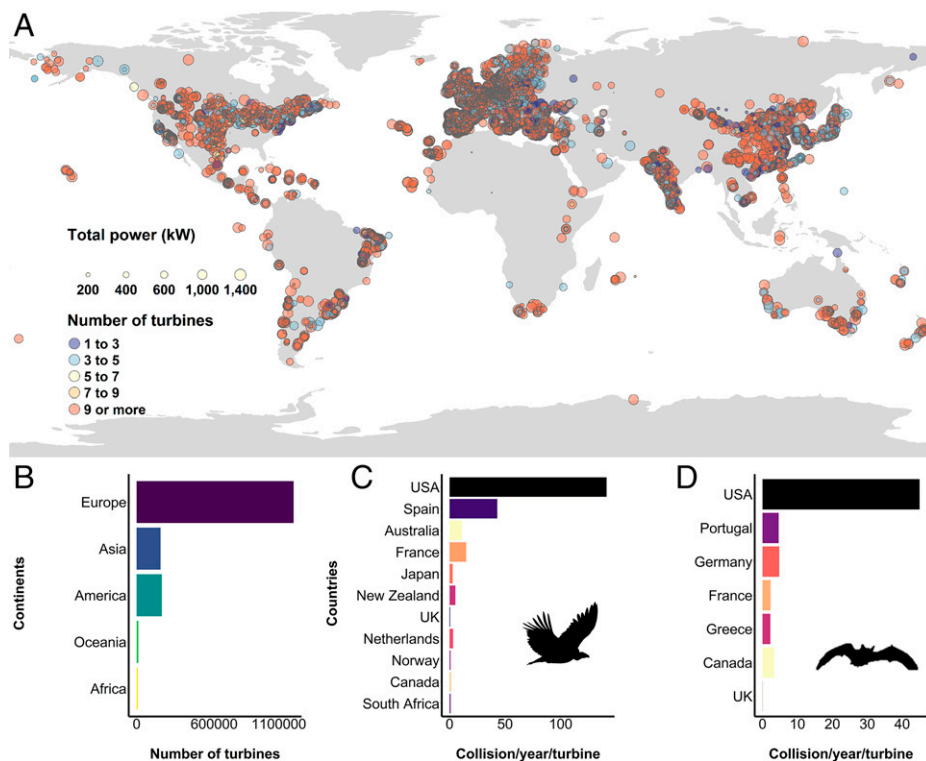 A
Total power (kW)
200 400 600 1,000 1,400
Number of turbines
1 to 3
3 to 5
5 to 7
7 to 9
9 or more
B
Continents
Europe
Asia
America
Oceania
Africa
0 600000 1100000
Number of turbines
C
Countries
USA
Spain
Australia
France
Japan
New Zealand
UK
Netherlands
Norway
Canada
South Africa
0 50 100
Collision/year/turbine
D
USA
Portugal
Germany
France
Greece
Canada
UK
0 10 20 30 40
Collision/year/turbine